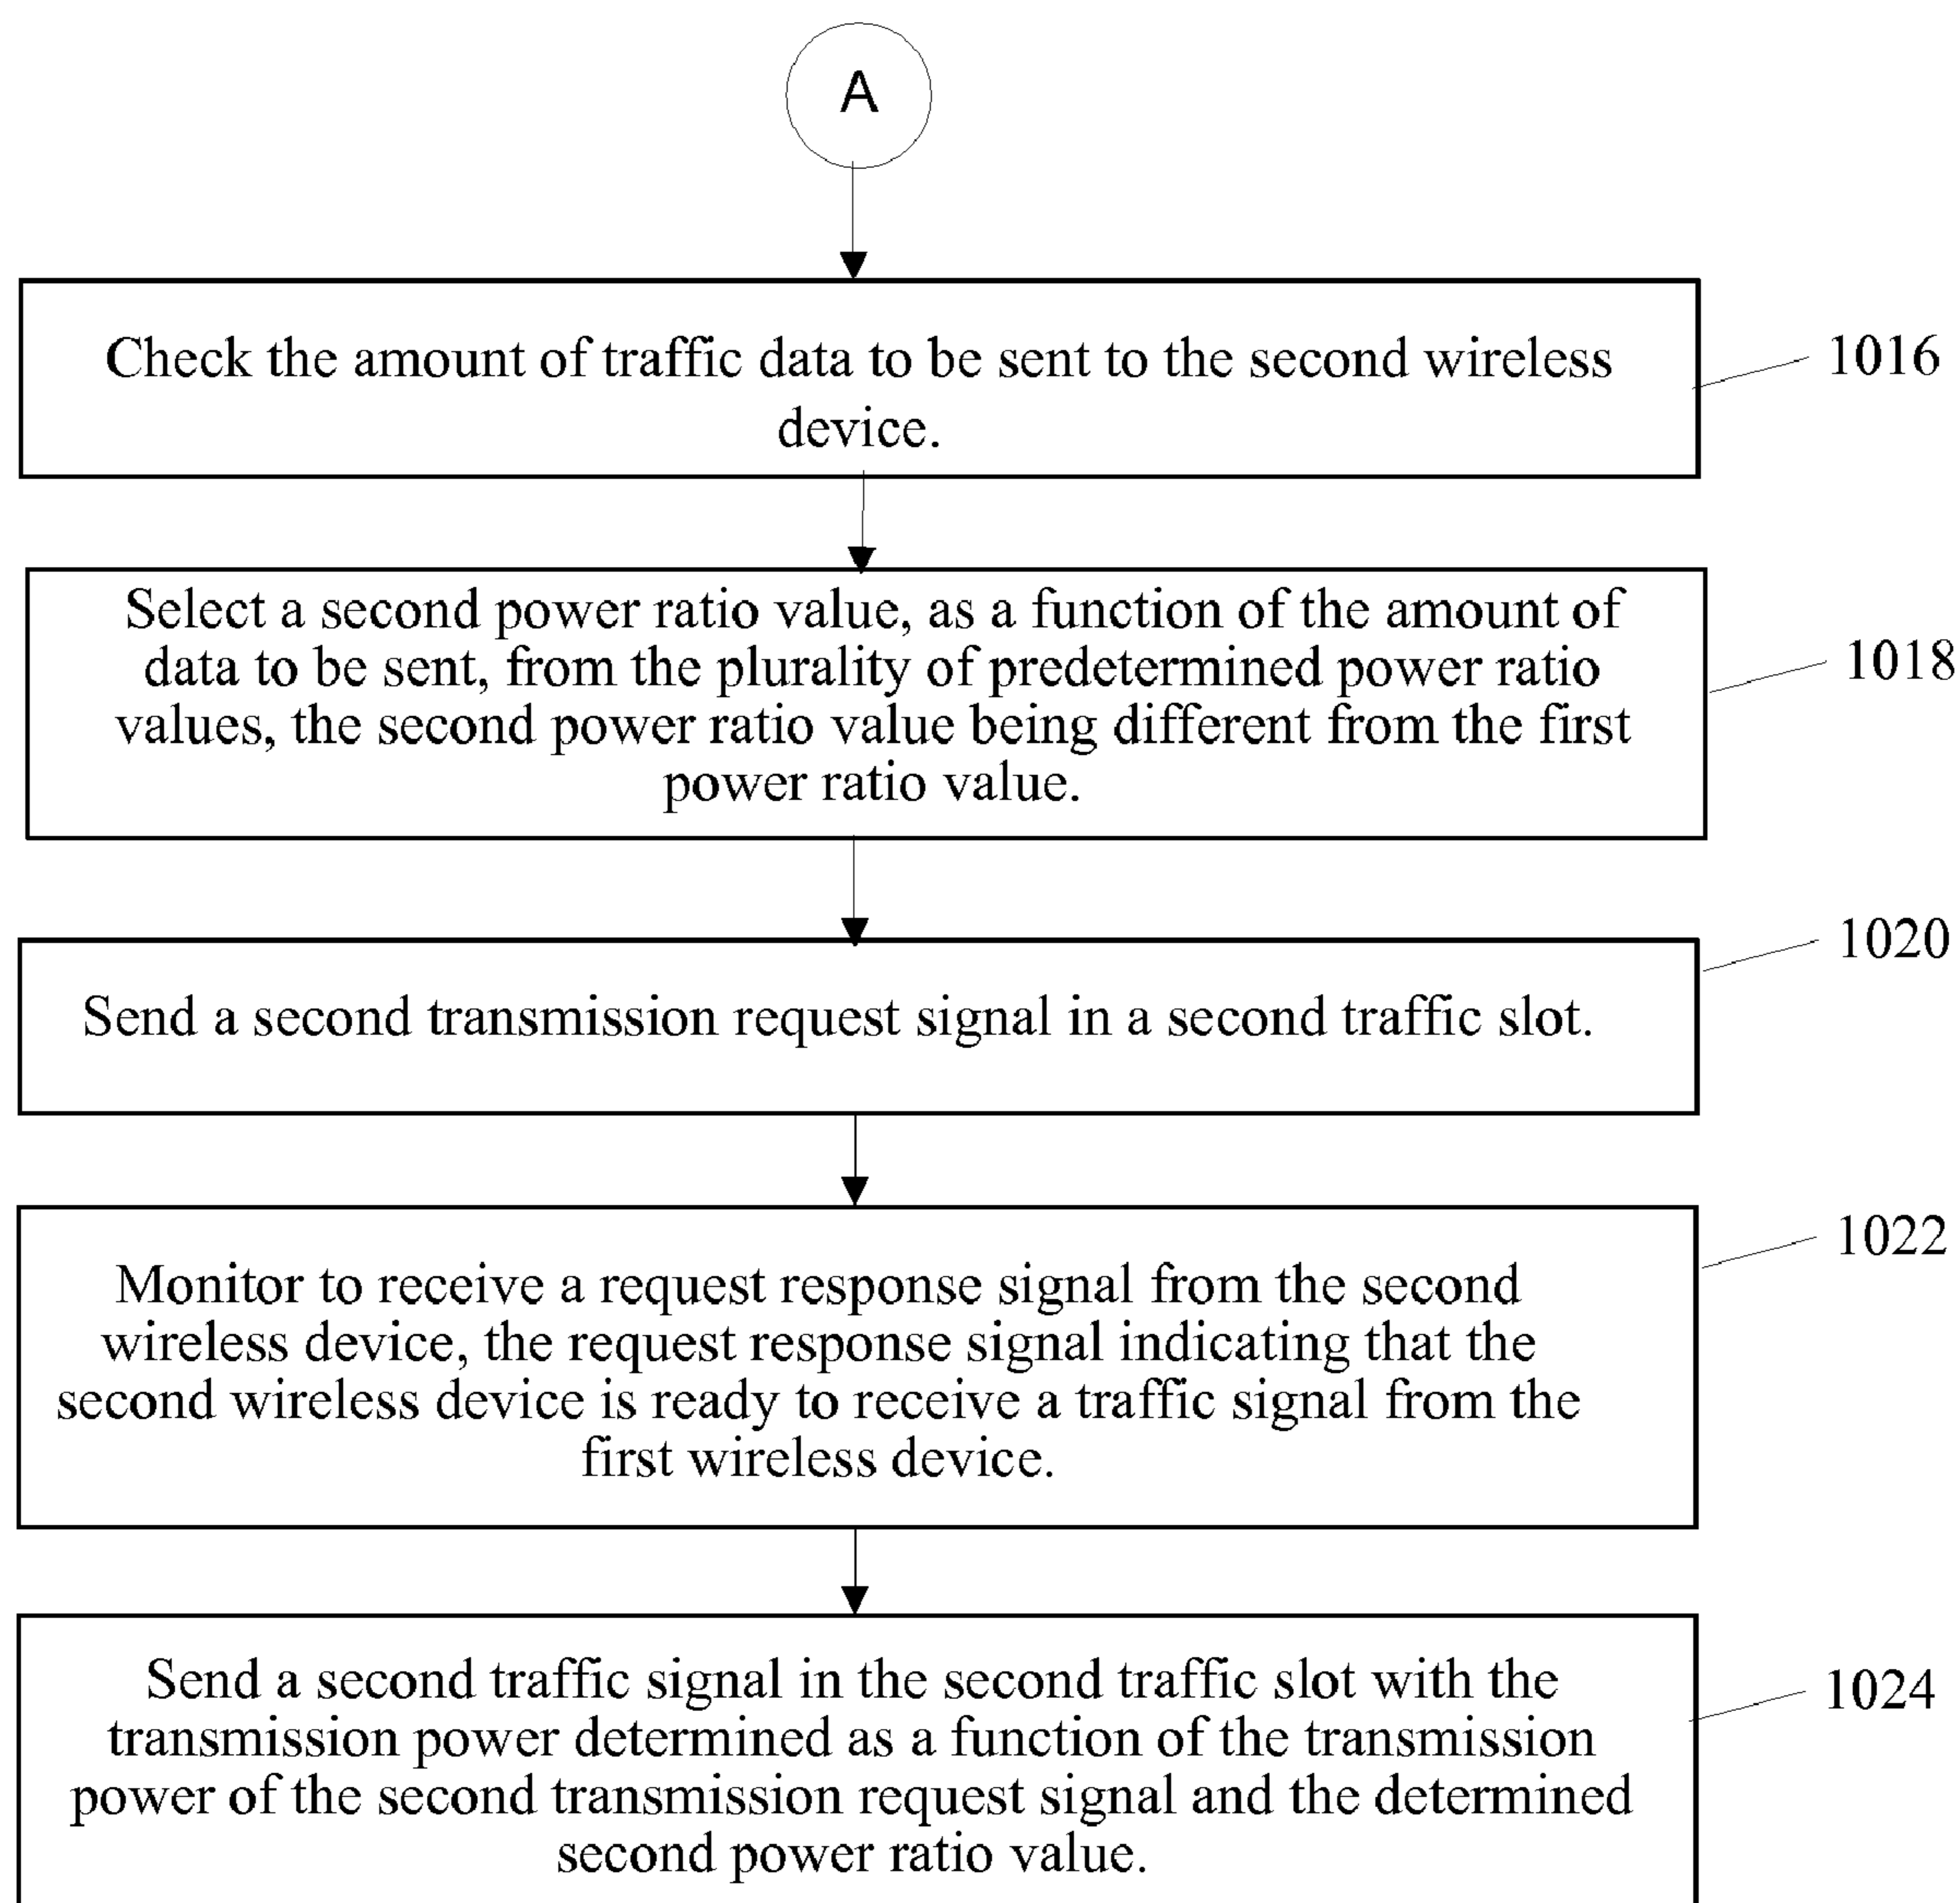 A
Check the amount of traffic data to be sent to the second wireless
device.
1016
Select a second power ratio value, as a function of the amount of
data to be sent, from the plurality of predetermined power ratio
values, the second power ratio value being different from the first
power ratio value.
1018
Send a second transmission request signal in a second traffic slot.
1020
Monitor to receive a request response signal from the second
wireless device, the request response signal indicating that the
second wireless device is ready to receive a traffic signal from the
first wireless device.
1022
Send a second traffic signal in the second traffic slot with the
transmission power determined as a function of the transmission
power of the second transmission request signal and the determined
second power ratio value.
1024